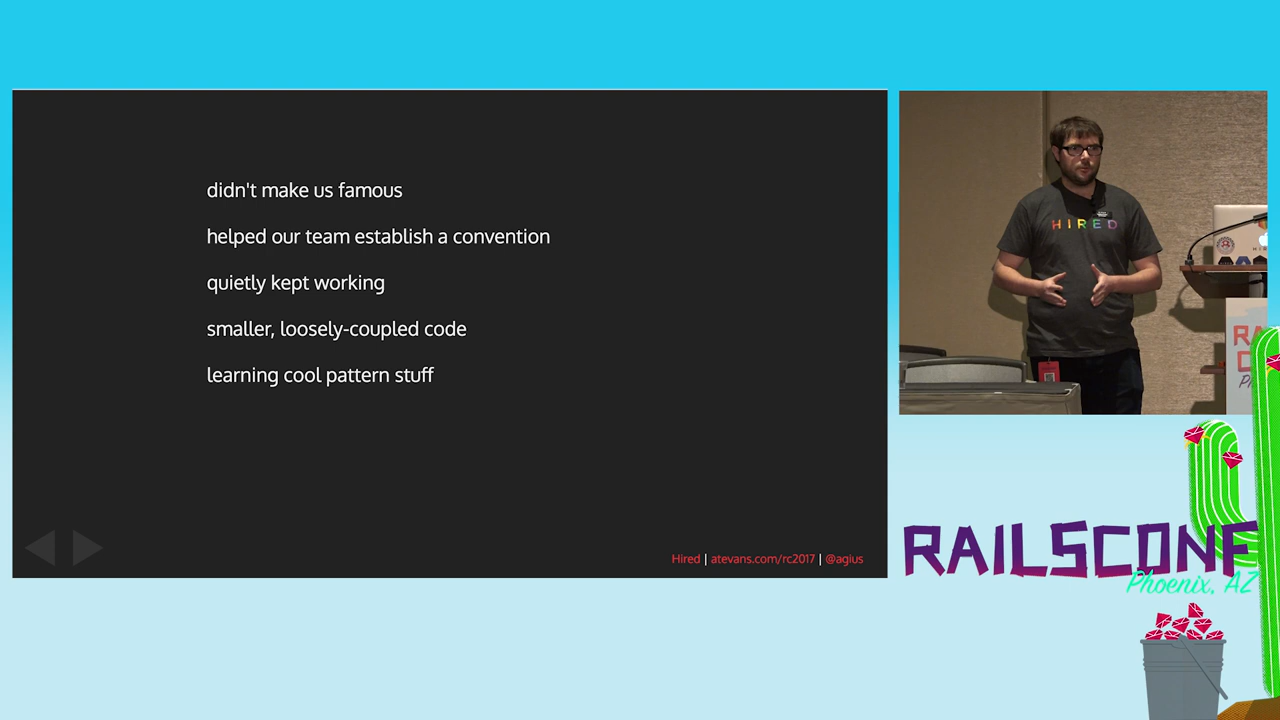 didn't make us famous
helped our team establish a convention
quietly kept working
smaller, loosely-coupled code
learning cool pattern stuff
Hired | atevans.com/rc2017 | @agius
HIRED
RAILSCONF
Phoenix, AZ